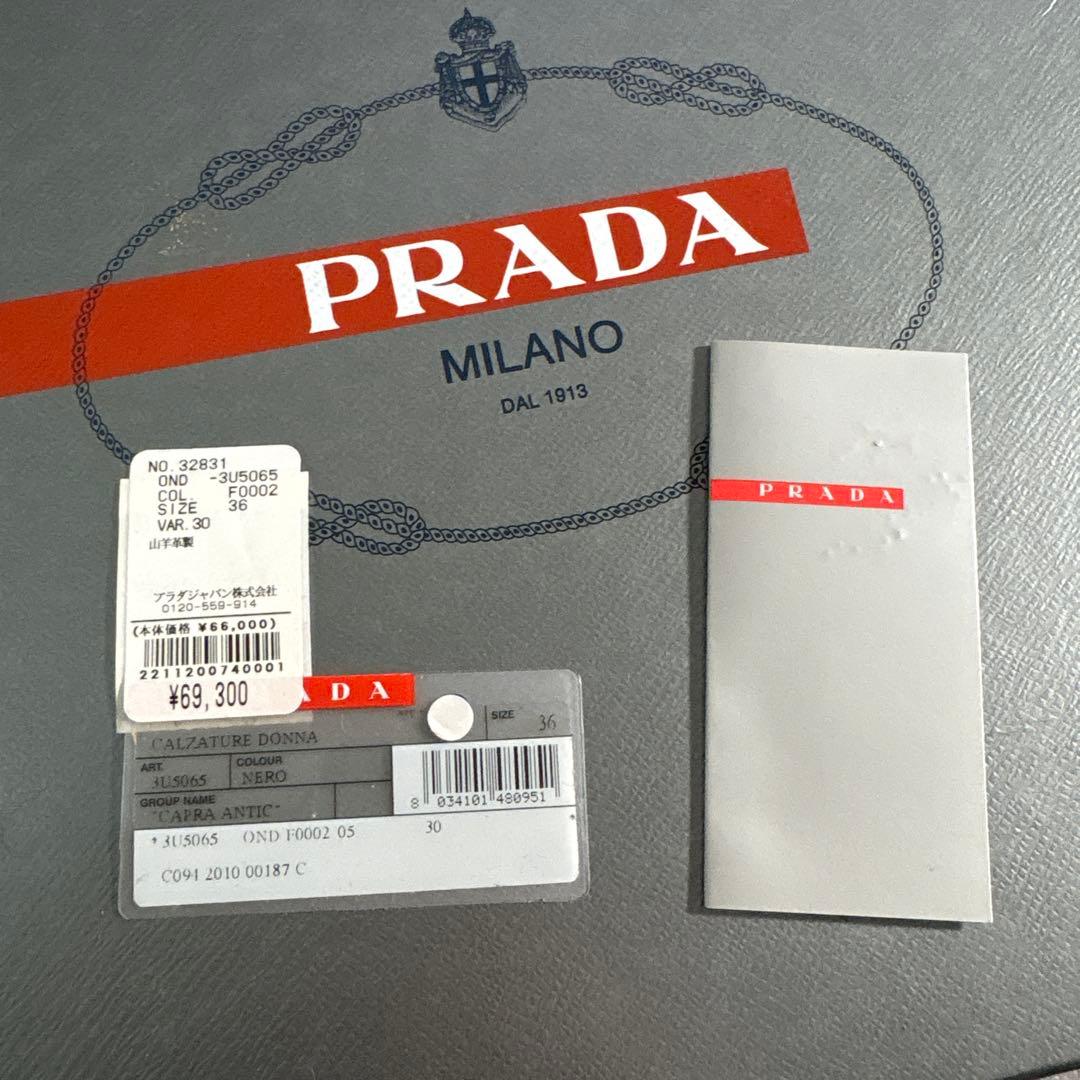 PRADA
MILANO
DAL 1913
NO. 32831
OND -3U5065
COL. F0002
SIZE 36
VAR. 30
山羊革製
プラダジャパン株式会社
0120-559-914
(本体価格 ¥66,000)
2211200740001
¥69,300
ADA
SIZE 36
CALZATURE DONNA
ART. 3U5065
COLOUR NERO
8 034101 480951
GROUP NAME
"CAPRA ANTIC"
* 3U5065 OND F0002 05 30
C094 2010 00187 C
PRADA